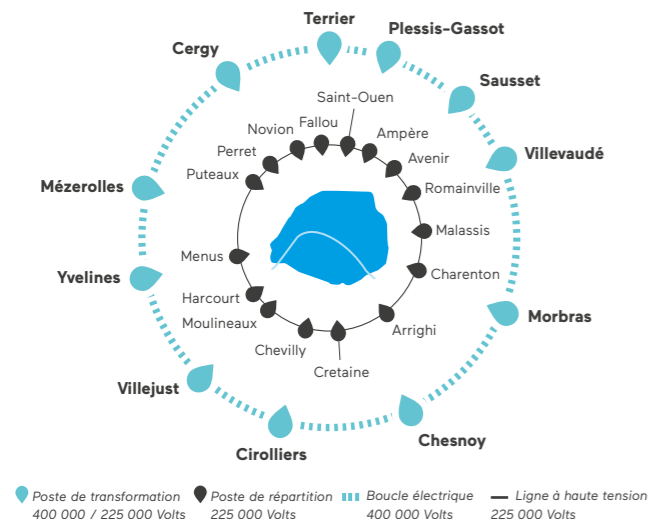 Terrier
Plessis-Gassot
Cergy
Sausset
Saint-Ouen
Fallou
Novion
Ampère
Perret
Avenir
Villevaudé
Puteaux
Mézerolles
Romainville
Malassis
Menus
Yvelines
Charenton
Harcourt
Moulineaux
Morbras
Arrighi
Chevilly
Cretaine
Villejust
Chesnoy
Cirolliers
Poste de transformation
400 000 / 225 000 Volts
Poste de répartition
225 000 Volts
Boucle électrique
400 000 Volts
Ligne à haute tension
225 000 Volts